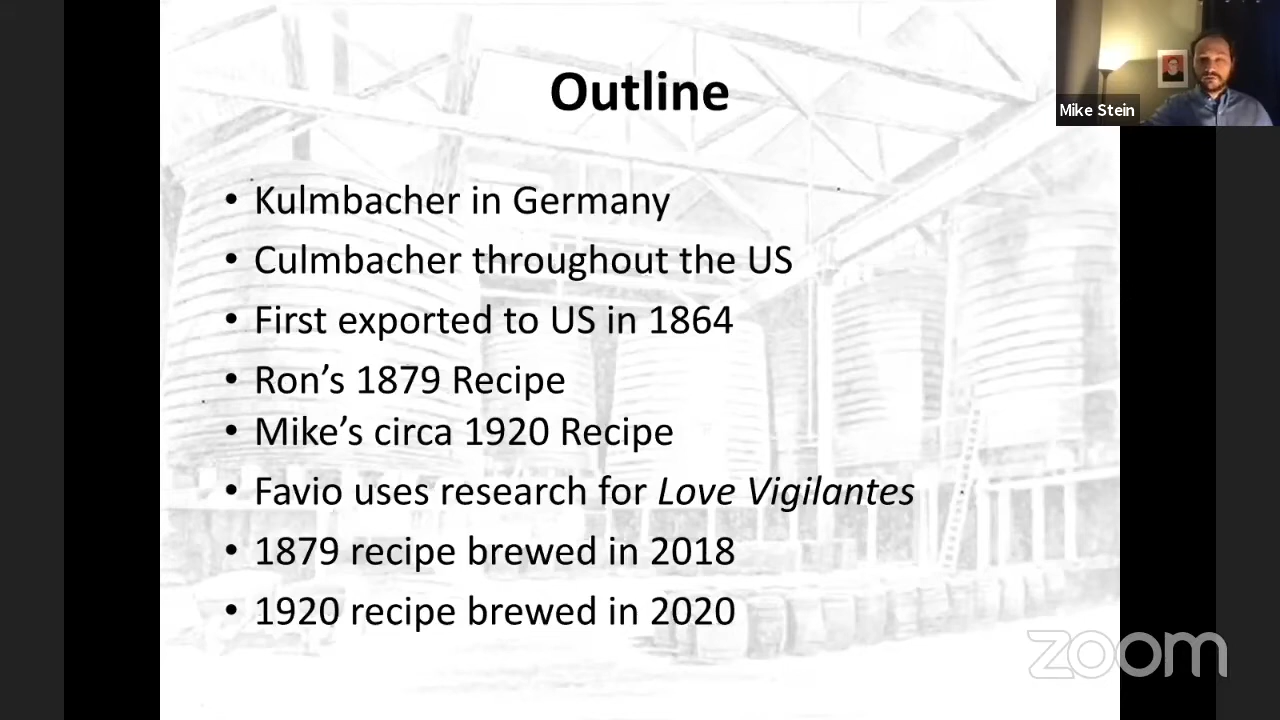 Outline
Mike Stein
• Kulmbacher in Germany
• Culmbacher throughout the US
• First exported to US in 1864
• Ron’s 1879 Recipe
• Mike’s circa 1920 Recipe
• Favio uses research for Love Vigilantes
• 1879 recipe brewed in 2018
• 1920 recipe brewed in 2020
zoom